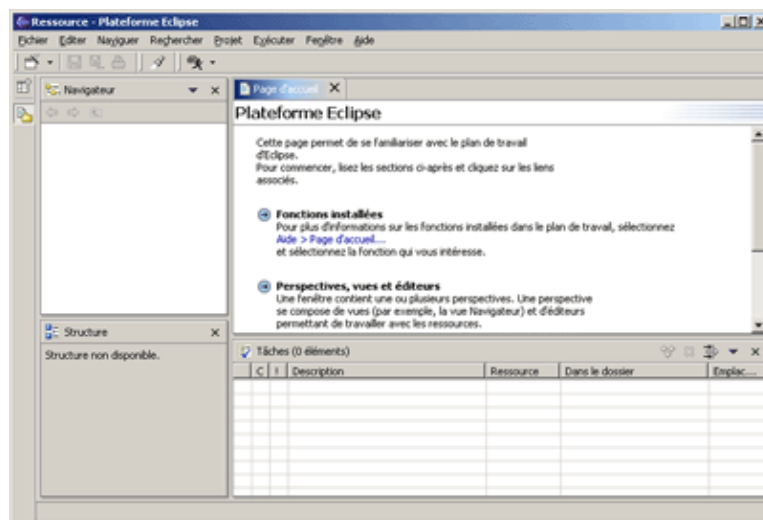 Ressource - Plateforme Eclipse
Fichier Editer Naviguer Rechercher Projet Exécuter Fenêtre Aide
Navigateur
Page d'accueil
Plateforme Eclipse
Cette page permet de se familiariser avec le plan de travail
d'Eclipse.
Pour commencer, lisez les sections ci-après et cliquez sur les liens
associés.
Fonctions installées
Pour plus d'informations sur les fonctions installées dans le plan de travail, sélectionnez
Aide > Page d'accueil...
et sélectionnez la fonction qui vous intéresse.
Perspectives, vues et éditeurs
Une fenêtre contient une ou plusieurs perspectives. Une perspective
se compose de vues (par exemple, la vue Navigateur) et d'éditeurs
permettant de travailler avec les ressources.
Structure
Structure non disponible.
Tâches (0 éléments)
C ! Description Ressource Dans le dossier Emplac...